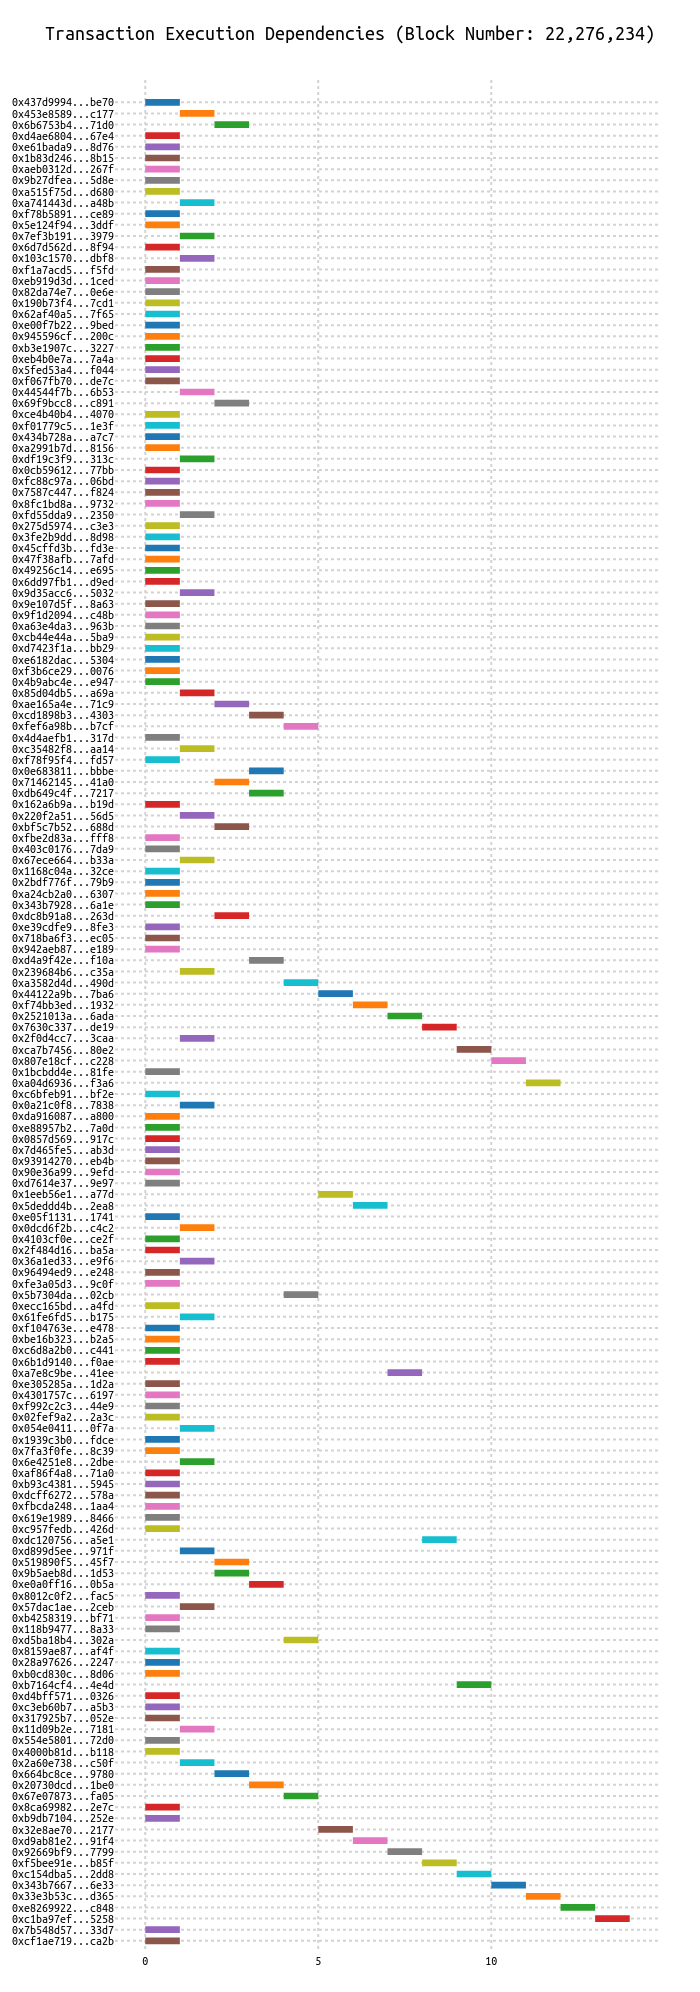 Transaction Execution Dependencies (Block Number: 22,276,234)
0x437d9994...be70
0x453e8589...c177
0x6b6753b4...71d0
0xd4ae6804...67e4
0xe61bada9...8d76
0x1b83d246...8b15
0xaeb0312d...267f
0x9b27dfea...5d8e
0xa515f75d...d680
0xa741443d...a48b
0xf78b5891...ce89
0x5e124f94...3ddf
0x7ef3b191...3979
0x6d7d562d...8f94
0x103c1570...dbf8
0xf1a7acd5...f5fd
0xeb919d3d...1ced
0x82da74e7...0e6e
0x190b73f4...7cd1
0x62af40a5...7f65
0xe00f7b22...9bed
0x945596cf...200c
0xb3e1907c...3227
0xeb4b0e7a...7a4a
0x5fed53a4...f044
0xf067fb70...de7c
0x44544f7b...6b53
0x69f9bcc8...c891
0xce4b40b4...4070
0xf01779c5...1e3f
0x434b728a...a7c7
0xa2991b7d...8156
0xdf19c3f9...313c
0x0cb59612...77bb
0xfc88c97a...06bd
0x7587c447...f824
0x8fc1bd8a...9732
0xfd55dda9...2350
0x275d5974...c3e3
0x3fe2b9dd...8d98
0x45cffd3b...fd3e
0x47f38afb...7afd
0x49256c14...e695
0x6dd97fb1...d9ed
0x9d35acc6...5032
0x9e107d5f...8a63
0x9f1d2094...c48b
0xa63e4da3...963b
0xcb44e44a...5ba9
0xd7423f1a...bb29
0xe6182dac...5304
0xf3b6ce29...0076
0x4b9abc4e...e947
0x85d04db5...a69a
0xae165a4e...71c9
0xcd1898b3...4303
0xfef6a98b...b7cf
0x4d4aefb1...317d
0xc35482f8...aa14
0xf78f95f4...fd57
0x0e683811...bbbe
0x71462145...41a0
0xdb649c4f...7217
0x162a6b9a...b19d
0x220f2a51...56d5
0xbf5c7b52...688d
0xfbe2d83a...fff8
0x403c0176...7da9
0x67ece664...b33a
0x1168c04a...32ce
0x2bdf776f...79b9
0xa24cb2a0...6307
0x343b7928...6a1e
0xdc8b91a8...263d
0xe39cdfe9...8fe3
0x718ba6f3...ec05
0x942aeb87...e189
0xd4a9f42e...f10a
0x239684b6...c35a
0xa3582d4d...490d
0x44122a9b...7ba6
0xf74bb3ed...1932
0x2521013a...6ada
0x7630c337...de19
0x2f0d4cc7...3caa
0xca7b7456...80e2
0x807e18cf...c228
0x1bcbdd4e...81fe
0xa04d6936...f3a6
0xc6bfeb91...bf2e
0x0a21c0f8...7838
0xda916087...a800
0xe88957b2...7a0d
0x0857d569...917c
0x7d465fe5...ab3d
0x93914270...eb4b
0x90e36a99...9efd
0xd7614e37...9e97
0x1eeb56e1...a77d
0x5deddd4b...2ea8
0xe05f1131...1741
0x0dcd6f2b...c4c2
0x4103cf0e...ce2f
0x2f484d16...ba5a
0x36a1ed33...e9f6
0x96494ed9...e248
0xfe3a05d3...9c0f
0x5b7304da...02cb
0xecc165bd...a4fd
0x61fe6fd5...b175
0xf104763e...e478
0xbe16b323...b2a5
0xc6d8a2b0...c441
0x6b1d9140...f0ae
0xa7e8c9be...41ee
0xe305285a...1d2a
0x4301757c...6197
0xf992c2c3...44e9
0x02fef9a2...2a3c
0x054e0411...0f7a
0x1939c3b0...fdce
0x7fa3f0fe...8c39
0x6e4251e8...2dbe
0xaf86f4a8...71a0
0xb93c4381...5945
0xdcff6272...578a
0xfbcda248...1aa4
0x619e1989...8466
0xc957fedb...426d
0xdc120756...a5e1
0xd899d5ee...971f
0x519890f5...45f7
0x9b5aeb8d...1d53
0xe0a0ff16...0b5a
0x8012c0f2...fac5
0x57dac1ae...2ceb
0xb4258319...bf71
0x118b9477...8a33
0xd5ba18b4...302a
0x8159ae87...af4f
0x28a97626...2247
0xb0cd830c...8d06
0xb7164cf4...4e4d
0xd4bff571...0326
0xc3eb60b7...a5b3
0x317925b7...052e
0x11d09b2e...7181
0x554e5801...72d0
0x4000b81d...b118
0x2a60e738...c50f
0x664bc8ce...9780
0x20730dcd...1be0
0x67e07873...fa05
0x8ca69982...2e7c
0xb9db7104...252e
0x32e8ae70...2177
0xd9ab81e2...91f4
0x92669bf9...7799
0xf5bee91e...b85f
0xc154dba5...2dd8
0x343b7667...6e33
0x33e3b53c...d365
0xe8269922...c848
0xc1ba97ef...5258
0x7b548d57...33d7
0xcf1ae719...ca2b
0 5 10